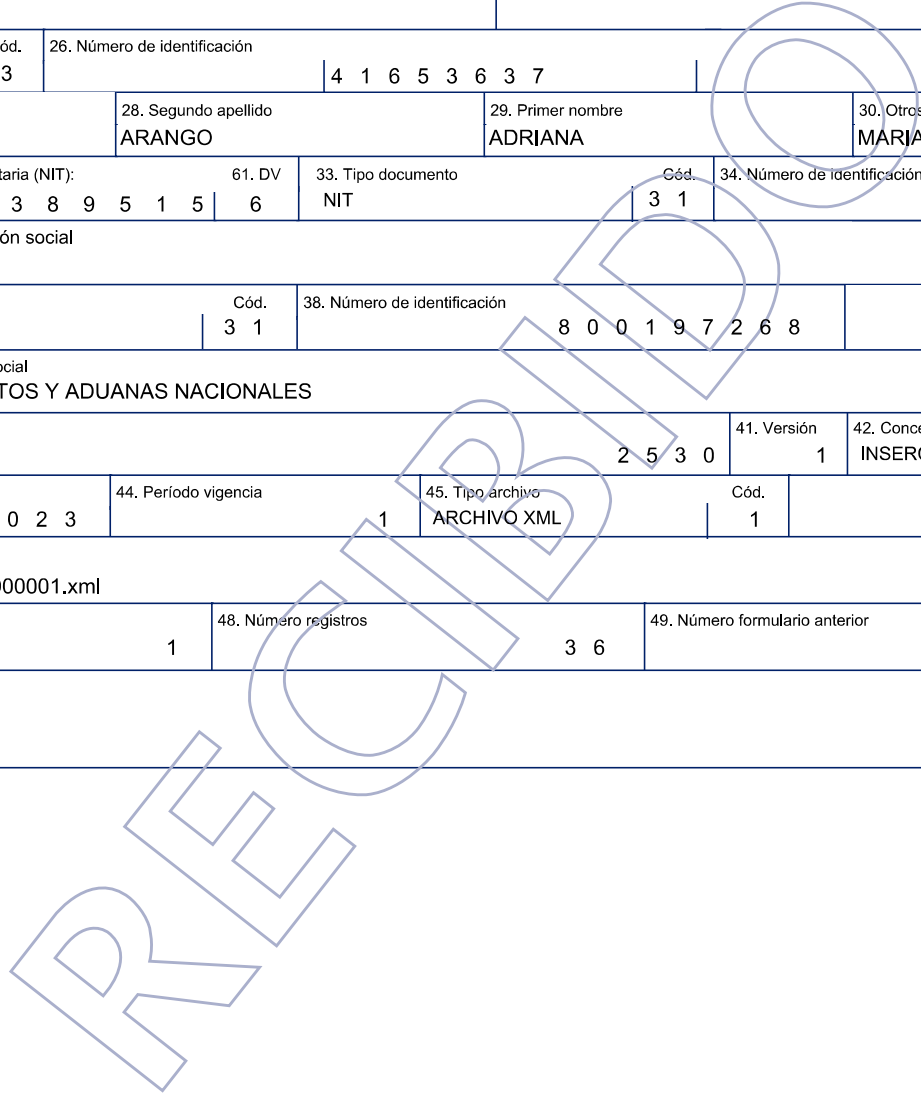 ód. 26. Número de identificación
3 4 1 6 5 3 6 3 7
28. Segundo apellido 29. Primer nombre 30. Otros
ARANGO ADRIANA MARIA
taria (NIT): 61. DV 33. Tipo documento Cód. 34. Número de identificación
3 8 9 5 1 5 6 NIT 3 1
ón social
Cód. 38. Número de identificación
3 1 8 0 0 1 9 7 2 6 8
ocial
TOS Y ADUANAS NACIONALES
41. Versión 42. Conce
2 5 3 0 1 INSERC
44. Período vigencia 45. Tipo archivo Cód.
0 2 3 1 ARCHIVO XML 1
000001.xml
48. Número registros 49. Número formulario anterior
1 3 6
RECIBIDO